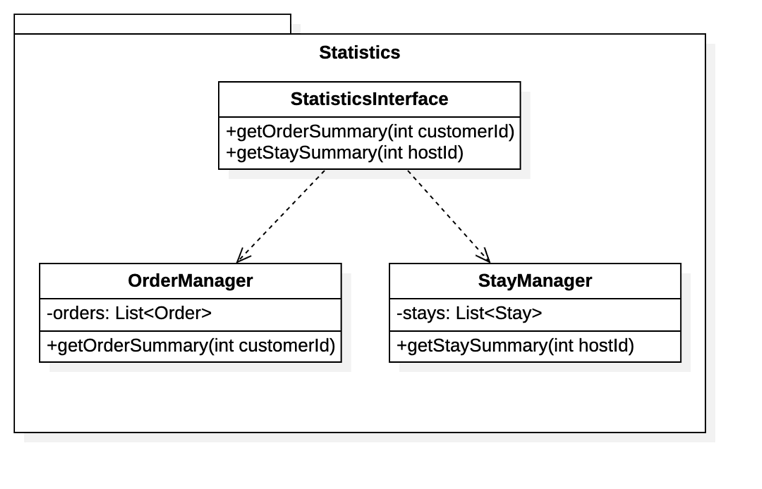 Statistics
StatisticsInterface
+getOrderSummary(int customerId)
+getStaySummary(int hostId)
OrderManager
-orders: List<Order>
+getOrderSummary(int customerId)
StayManager
-stays: List<Stay>
+getStaySummary(int hostId)